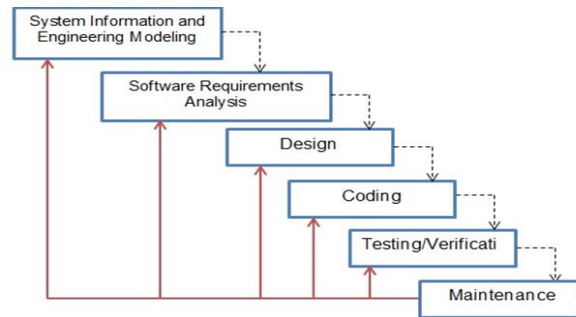 System Information and
Engineering Modeling
Software Requirements
Analysis
Design
Coding
Testing/Verificati
Maintenance